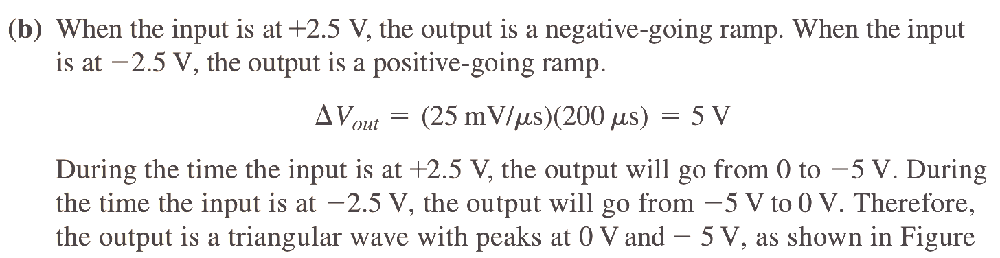 (b) When the input is at +2.5 V, the output is a negative-going ramp. When the input
is at −2.5 V, the output is a positive-going ramp.
ΔVout = (25 mV/μs)(200 μs) = 5 V
During the time the input is at +2.5 V, the output will go from 0 to −5 V. During
the time the input is at −2.5 V, the output will go from −5 V to 0 V. Therefore,
the output is a triangular wave with peaks at 0 V and − 5 V, as shown in Figure